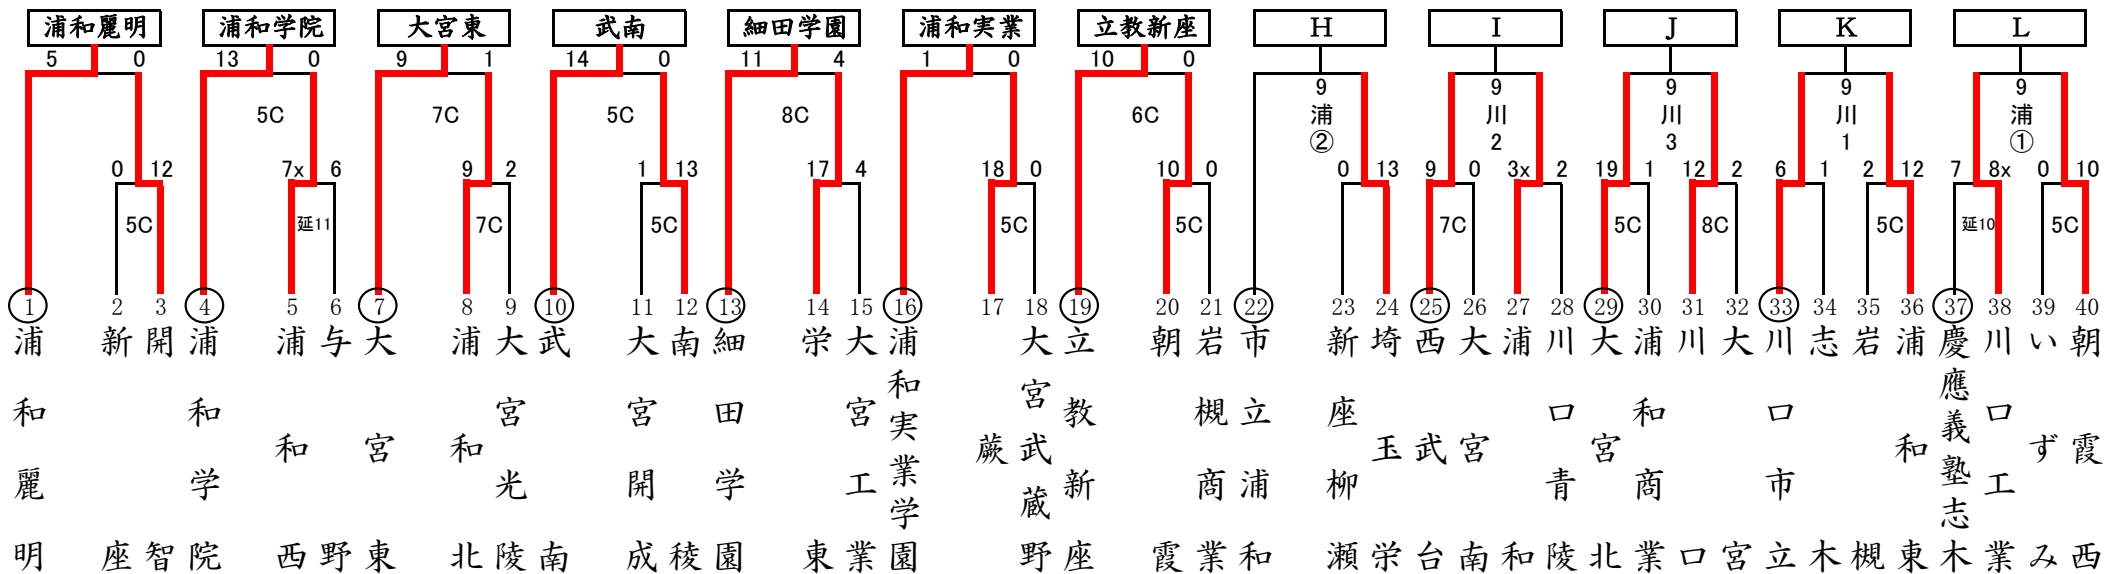 浦和麗明 浦和学院 大宮東 武南 細田学園 浦和実業 立教新座 H I J K L
5 0 13 0 9 1 14 0 11 4 1 0 10 0
5C 7C 5C 8C 6C
9 浦 ②
9 川 2
9 川 3
9 川 1
9 浦 ①
0 12 7x 6 9 2 1 13 17 4 18 0 10 0 0 13 9 0 3x 2 19 1 12 2 6 1 2 12 7 8x 0 10
5C 延11 7C 5C 5C 5C 7C 5C 8C 5C 延10 5C
1 2 3 4 5 6 7 8 9 10 11 12 13 14 15 16 17 18 19 20 21 22 23 24 25 26 27 28 29 30 31 32 33 34 35 36 37 38 39 40
浦和麗明
新座
開智
浦和学院
浦和西
与野
大宮東
浦和北
大宮光陵
武南
大宮開成
南稜
細田学園
栄東
大宮工業
浦和実業学園
蕨
大宮武蔵野
立教新座
朝霞
岩槻商業
市立浦和
新座柳瀬
埼玉栄
西武台
大宮南
浦和
川口青陵
大宮北
浦和商業
川口
大宮
川口市立
志木
岩槻
浦和東
慶應義塾志木
川口工業
いずみ
朝霞西